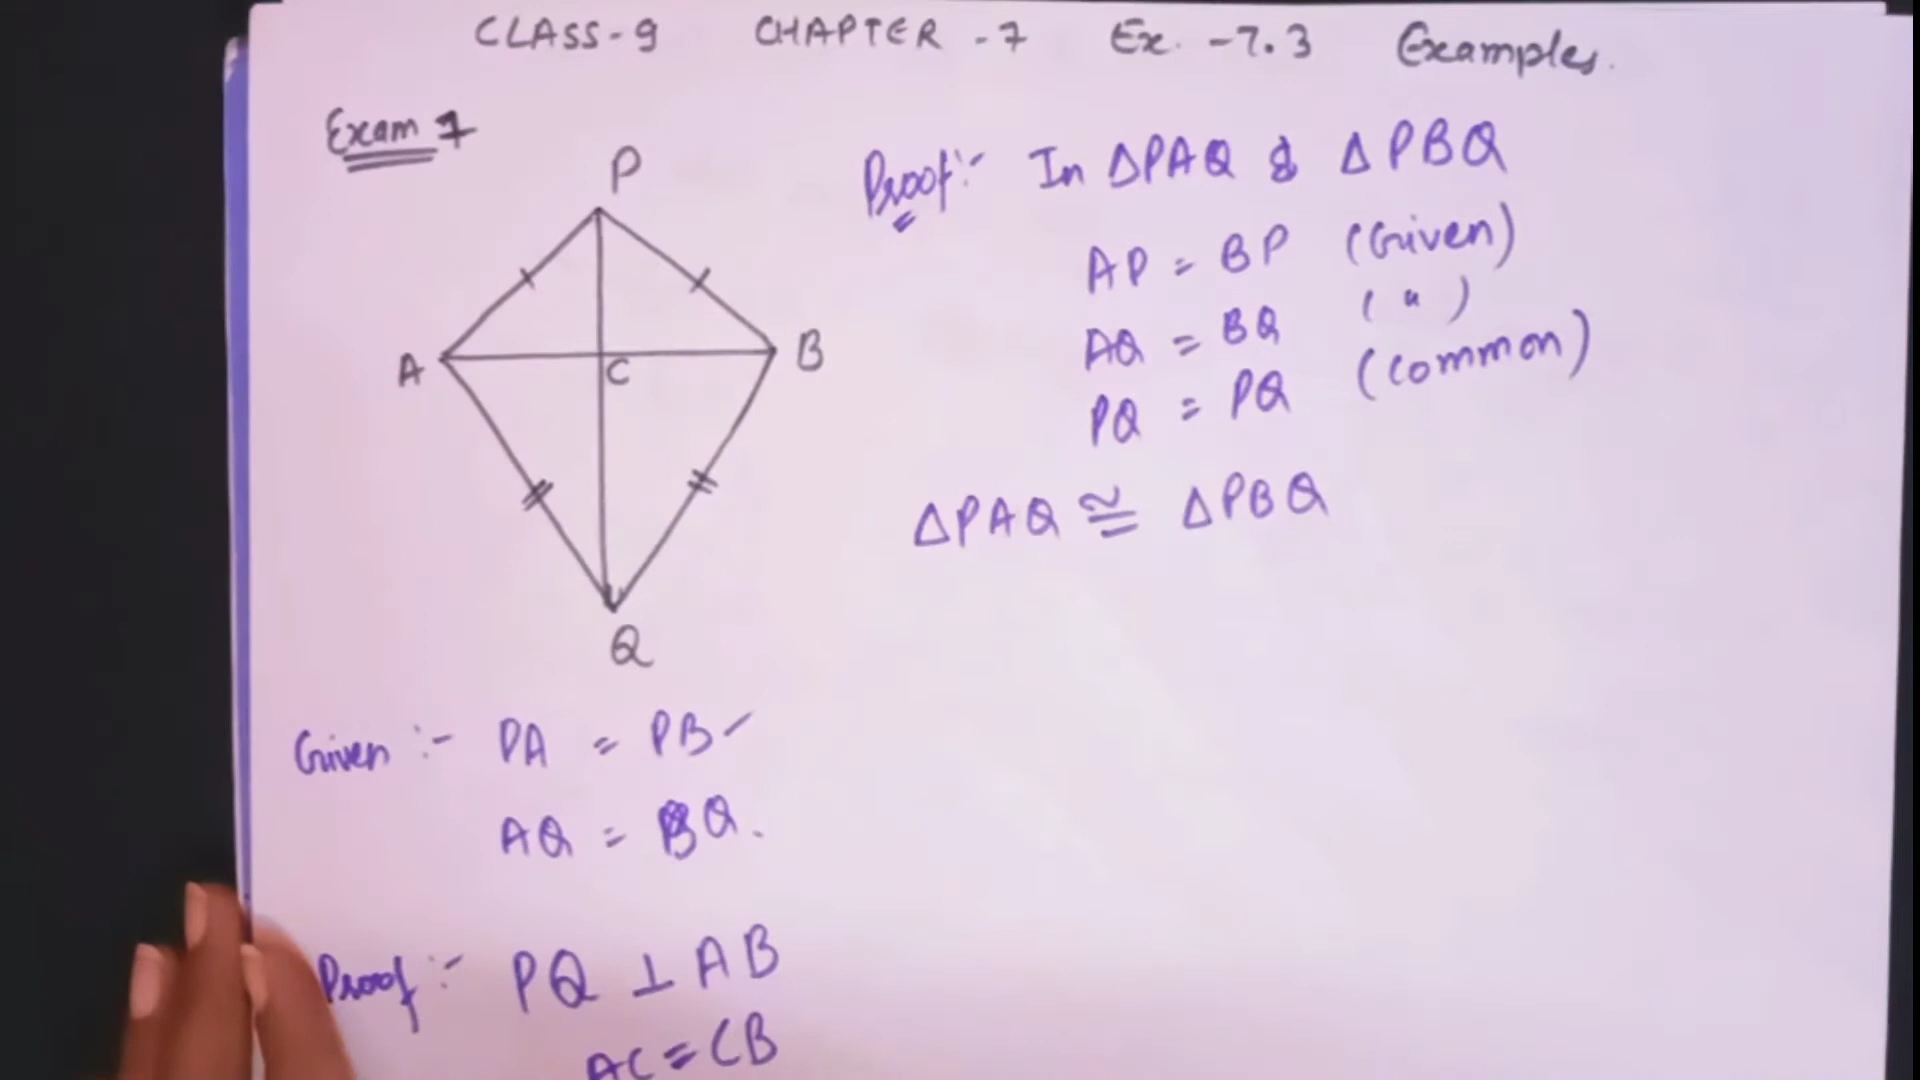 CLASS-9 CHAPTER-7 Ex.-7.3 Examples.
Exam 7
P
A
B
C
Q
Given :- PA = PB
AQ = BQ.
Proof :- PQ ⊥ AB
AC = CB
Proof :- In ΔPAQ & ΔPBQ
AP = BP (Given)
AQ = BQ ( " )
PQ = PQ (common)
ΔPAQ ≅ ΔPBQ